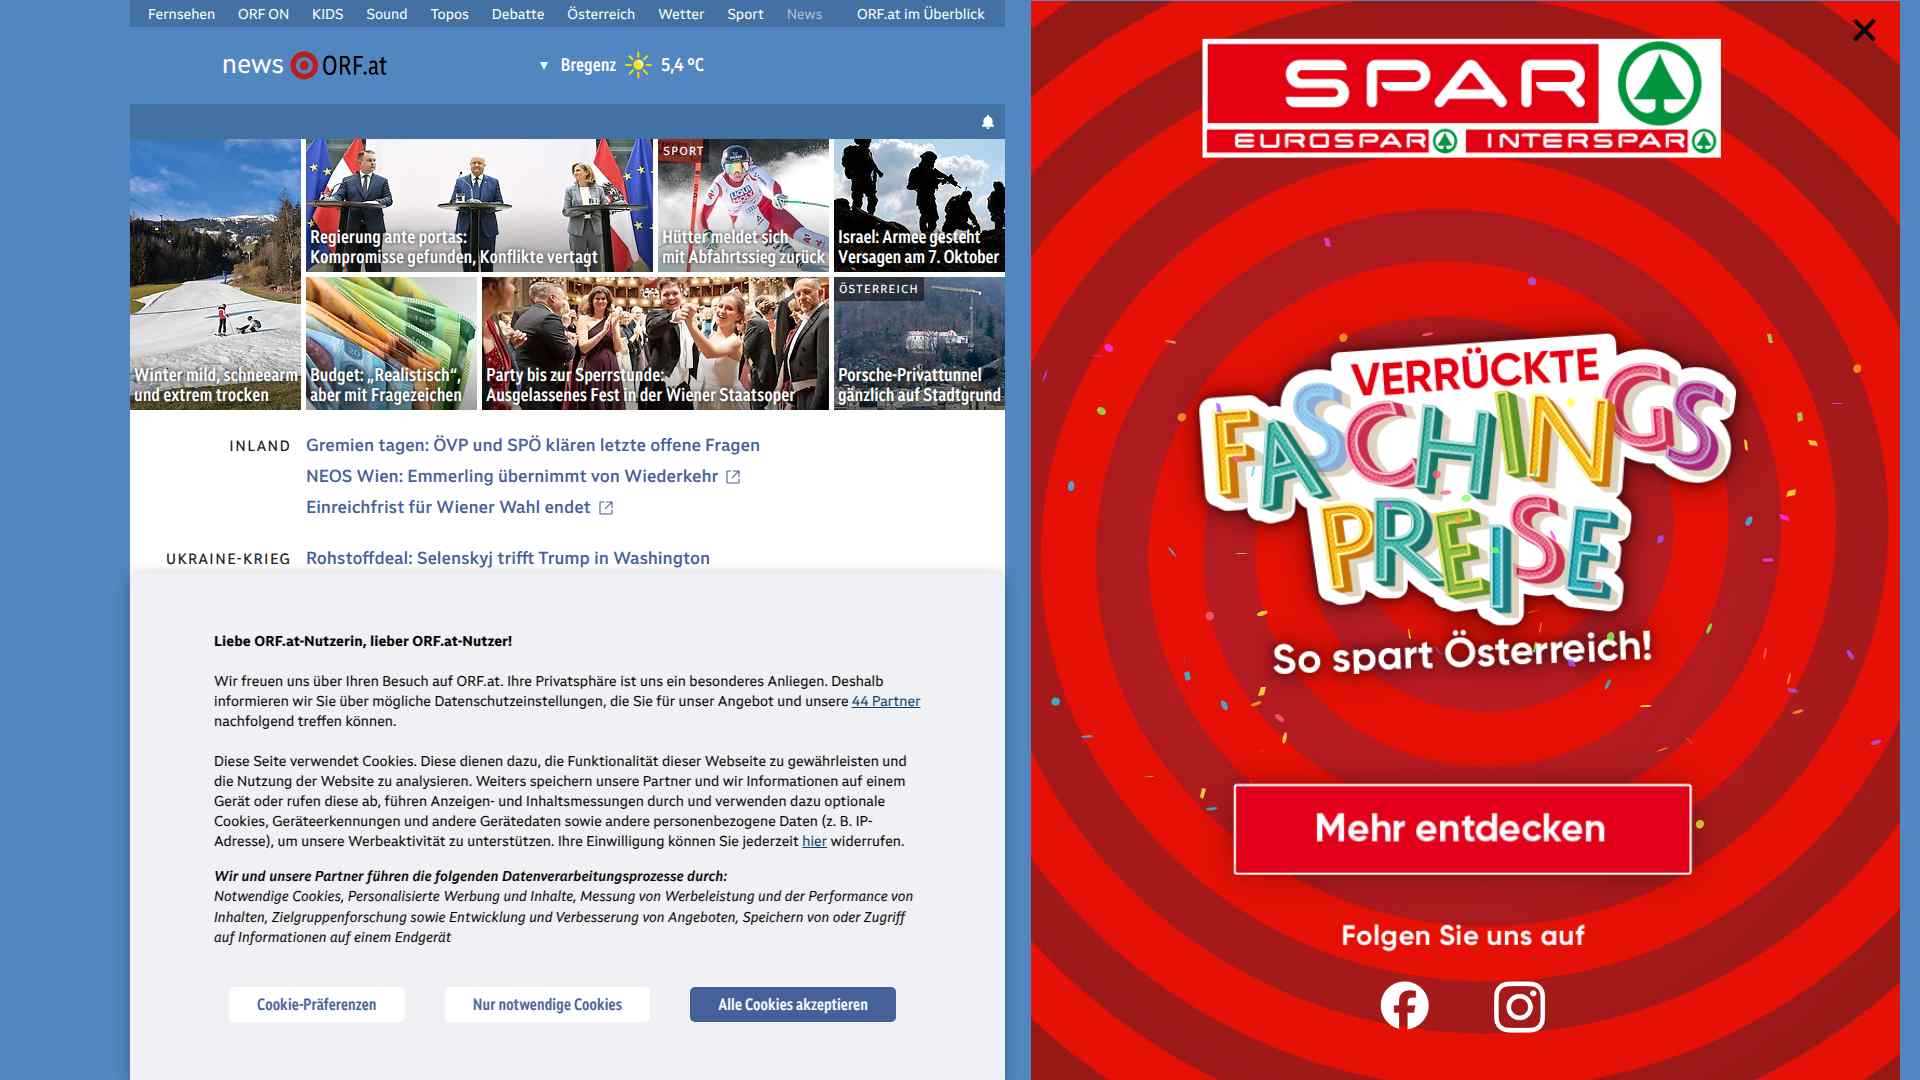 Fernsehen ORF ON KIDS Sound Topos Debatte Österreich Wetter Sport News ORF.at im Überblick
news ORF.at
Bregenz 5,4 °C
Winter mild, schneearm
und extrem trocken
Regierung ante portas:
Kompromisse gefunden, Konflikte vertagt
SPORT
Hütter meldet sich
mit Abfahrtssieg zurück
Israel: Armee gesteht
Versagen am 7. Oktober
Budget: „Realistisch“,
aber mit Fragezeichen
Party bis zur Sperrstunde:
Ausgelassenes Fest in der Wiener Staatsoper
ÖSTERREICH
Porsche-Privattunnel
gänzlich auf Stadtgrund
INLAND
Gremien tagen: ÖVP und SPÖ klären letzte offene Fragen
NEOS Wien: Emmerling übernimmt von Wiederkehr
Einreichfrist für Wiener Wahl endet
UKRAINE-KRIEG
Rohstoffdeal: Selenskyj trifft Trump in Washington
Liebe ORF.at-Nutzerin, lieber ORF.at-Nutzer!
Wir freuen uns über Ihren Besuch auf ORF.at. Ihre Privatsphäre ist uns ein besonderes Anliegen. Deshalb
informieren wir Sie über mögliche Datenschutzeinstellungen, die Sie für unser Angebot und unsere 44 Partner
nachfolgend treffen können.
Diese Seite verwendet Cookies. Diese dienen dazu, die Funktionalität dieser Webseite zu gewährleisten und
die Nutzung der Website zu analysieren. Weiters speichern unsere Partner und wir Informationen auf einem
Gerät oder rufen diese ab, führen Anzeigen- und Inhaltsmessungen durch und verwenden dazu optionale
Cookies, Geräteerkennungen und andere Gerätedaten sowie andere personenbezogene Daten (z. B. IP-
Adresse), um unsere Werbeaktivität zu unterstützen. Ihre Einwilligung können Sie jederzeit hier widerrufen.
Wir und unsere Partner führen die folgenden Datenverarbeitungsprozesse durch:
Notwendige Cookies, Personalisierte Werbung und Inhalte, Messung von Werbeleistung und der Performance von
Inhalten, Zielgruppenforschung sowie Entwicklung und Verbesserung von Angeboten, Speichern von oder Zugriff
auf Informationen auf einem Endgerät
Cookie-Präferenzen
Nur notwendige Cookies
Alle Cookies akzeptieren
SPAR
EUROSPAR INTERSPAR
VERRÜCKTE
FASCHINGS
PREISE
So spart Österreich!
Mehr entdecken
Folgen Sie uns auf